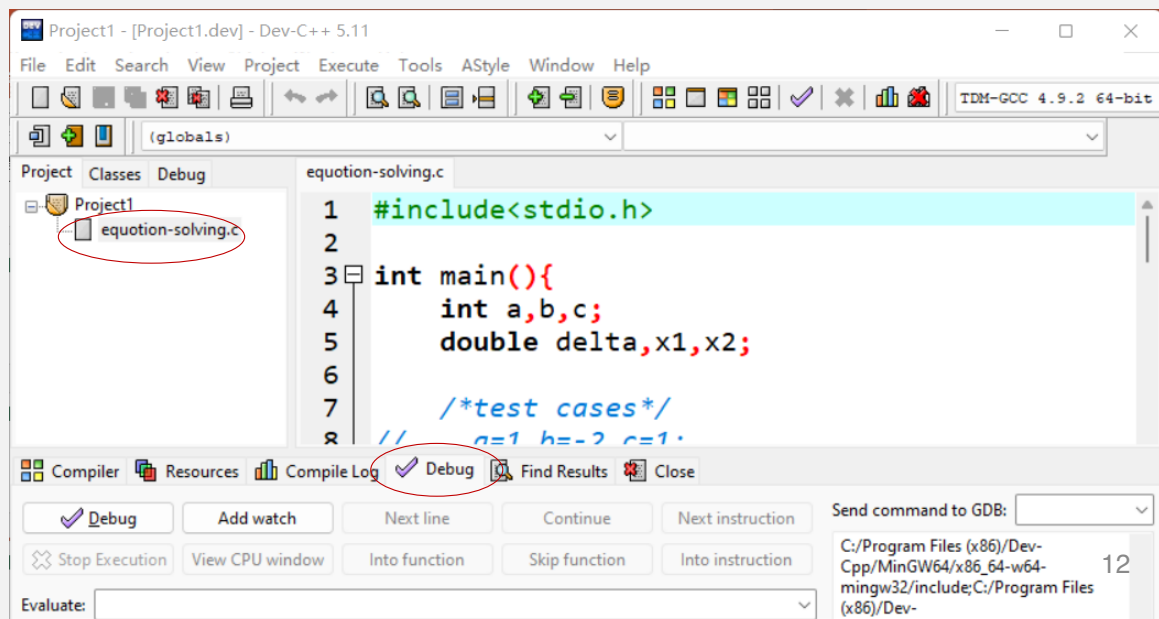 Project1 - [Project1.dev] - Dev-C++ 5.11
File Edit Search View Project Execute Tools AStyle Window Help
TDM-GCC 4.9.2 64-bit
(globals)
Project Classes Debug
equotion-solving.c
Project1
equotion-solving.c
1 #include<stdio.h>
2
3 int main(){
4 int a,b,c;
5 double delta,x1,x2;
6
7 /*test cases*/
8 // a=1,b=-2,c=1;
Compiler Resources Compile Log Debug Find Results Close
Debug Add watch Next line Continue Next instruction
Send command to GDB:
Stop Execution View CPU window Into function Skip function Into instruction
C:/Program Files (x86)/Dev-
Cpp/MinGW64/x86_64-w64-
mingw32/include;C:/Program Files
(x86)/Dev-
12
Evaluate: